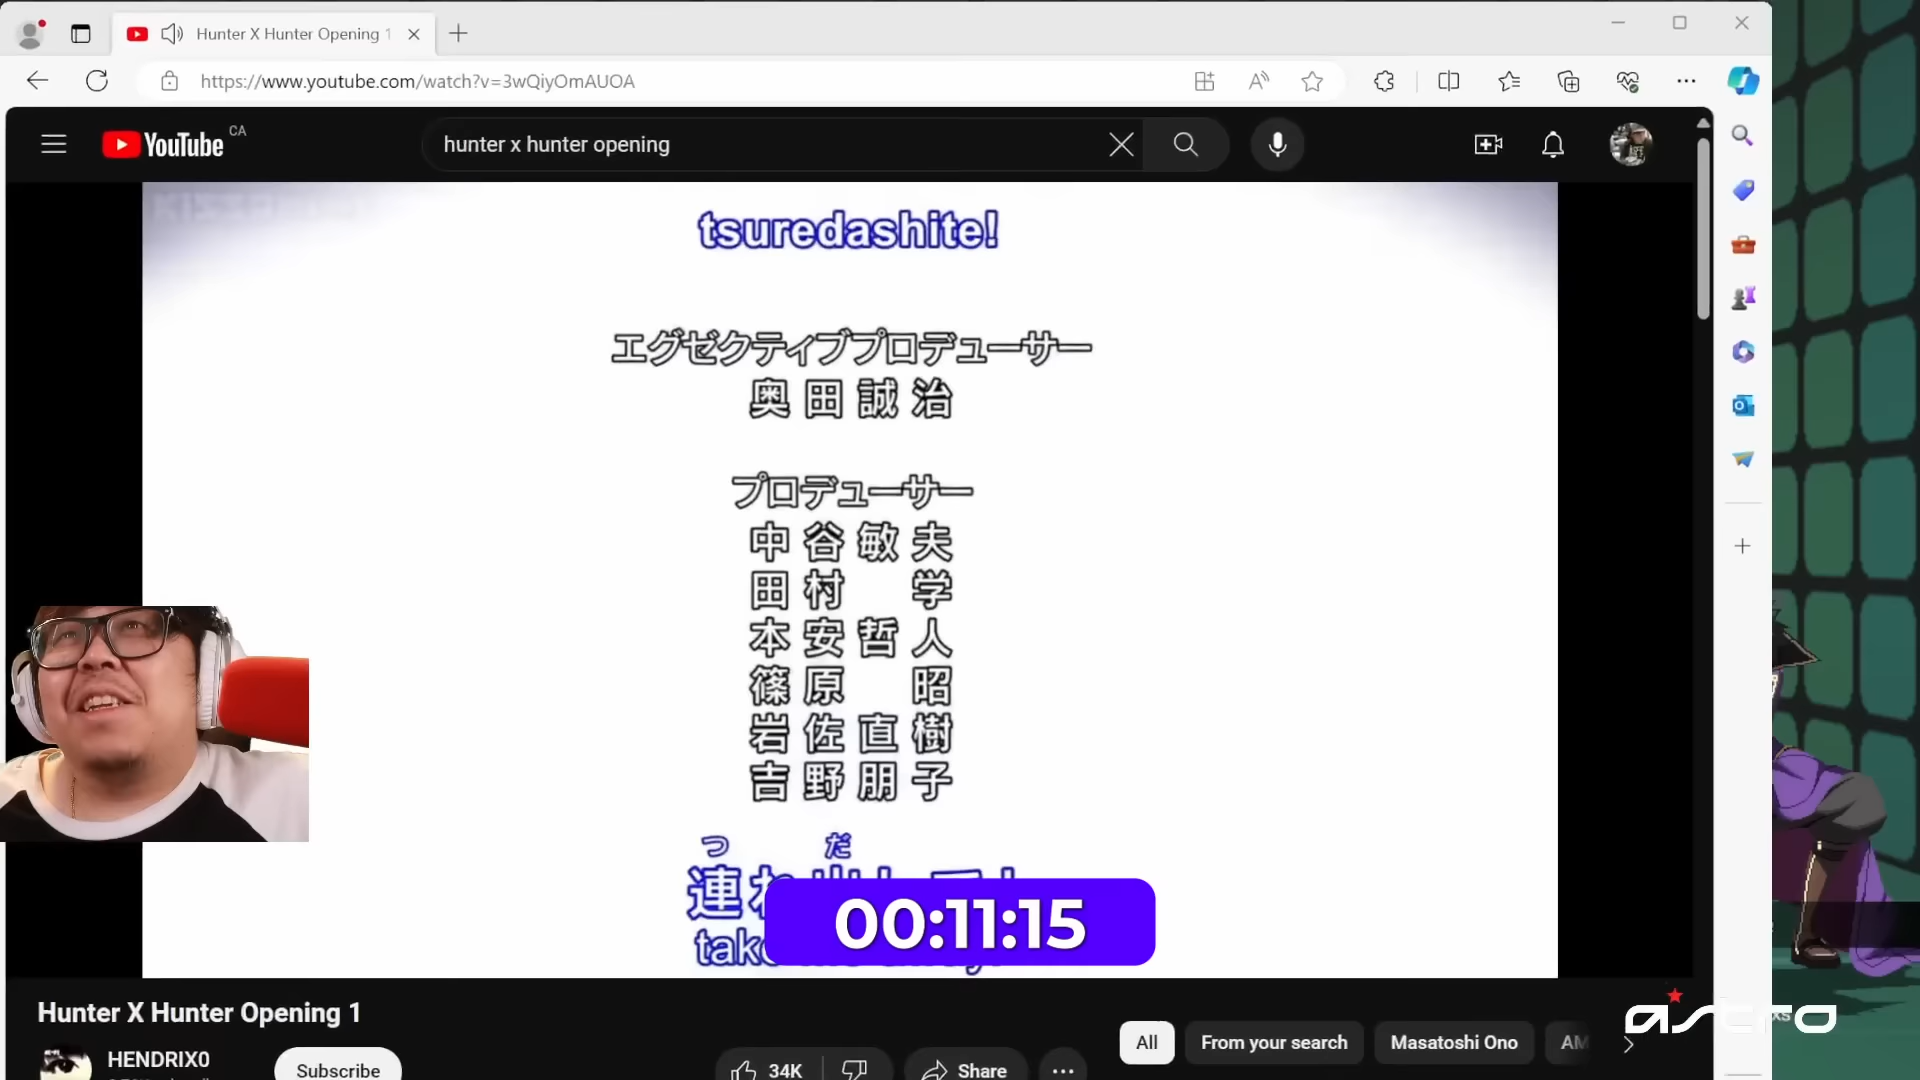 Hunter X Hunter Opening 1
https://www.youtube.com/watch?v=3wQiyOmAUOA
YouTube CA
hunter x hunter opening
tsuredashite!
エグゼクティブプロデューサー
奥田誠治
プロデューサー
中谷敏夫
田村 学
本安哲人
篠原 昭
岩佐直樹
吉野朋子
つ だ
連れ
take
00:11:15
Hunter X Hunter Opening 1
astro
HENDRIX0
Subscribe
34K
Share
All
From your search
Masatoshi Ono
AM